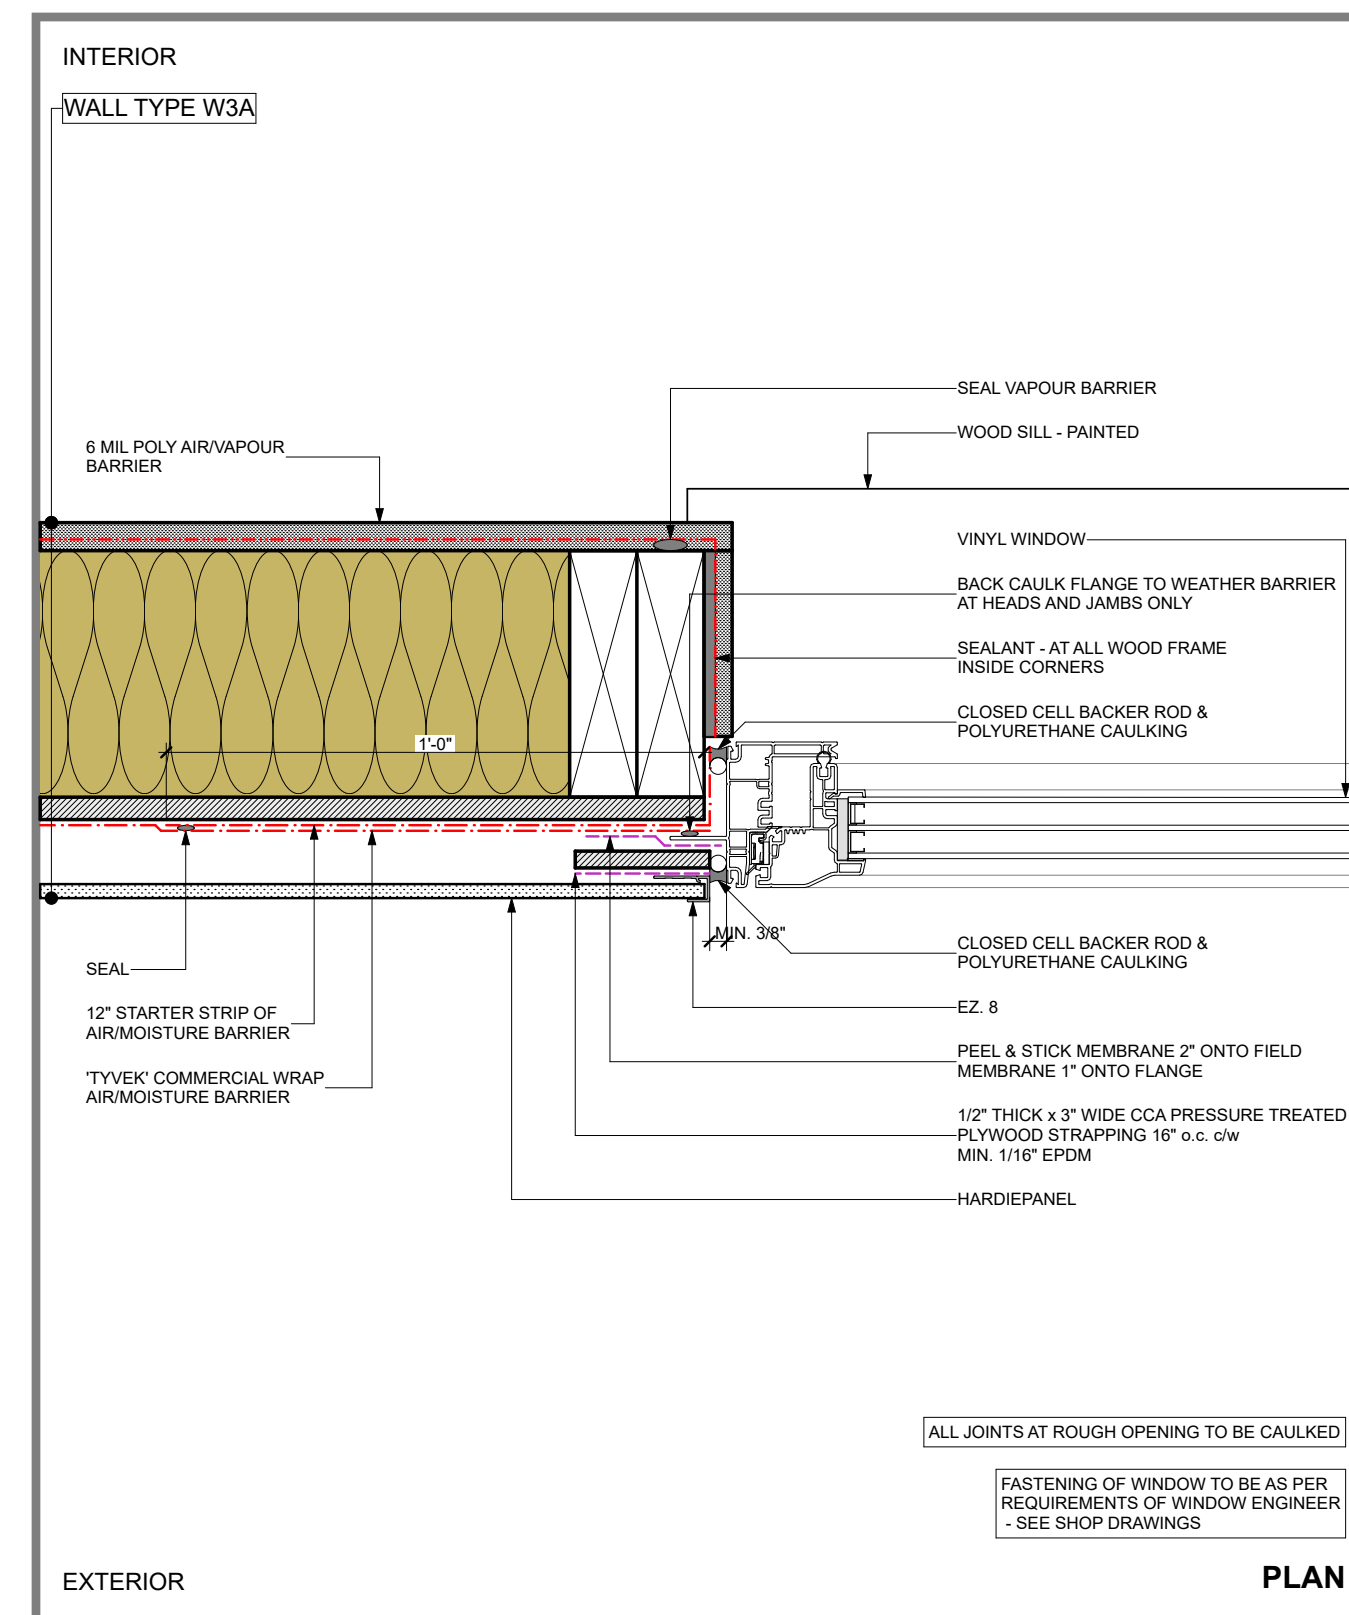 INTERIOR
WALL TYPE W3A
SEAL VAPOUR BARRIER
WOOD SILL - PAINTED
6 MIL POLY AIR/VAPOUR
BARRIER
VINYL WINDOW
BACK CAULK FLANGE TO WEATHER BARRIER
AT HEADS AND JAMBS ONLY
SEALANT - AT ALL WOOD FRAME
INSIDE CORNERS
CLOSED CELL BACKER ROD &
POLYURETHANE CAULKING
1'-0"
MIN. 3/8"
CLOSED CELL BACKER ROD &
POLYURETHANE CAULKING
SEAL
EZ. 8
12" STARTER STRIP OF
AIR/MOISTURE BARRIER
PEEL & STICK MEMBRANE 2" ONTO FIELD
MEMBRANE 1" ONTO FLANGE
'TYVEK' COMMERCIAL WRAP
AIR/MOISTURE BARRIER
1/2" THICK x 3" WIDE CCA PRESSURE TREATED
PLYWOOD STRAPPING 16" o.c. c/w
MIN. 1/16" EPDM
HARDIEPANEL
ALL JOINTS AT ROUGH OPENING TO BE CAULKED
FASTENING OF WINDOW TO BE AS PER
REQUIREMENTS OF WINDOW ENGINEER
- SEE SHOP DRAWINGS
EXTERIOR
PLAN